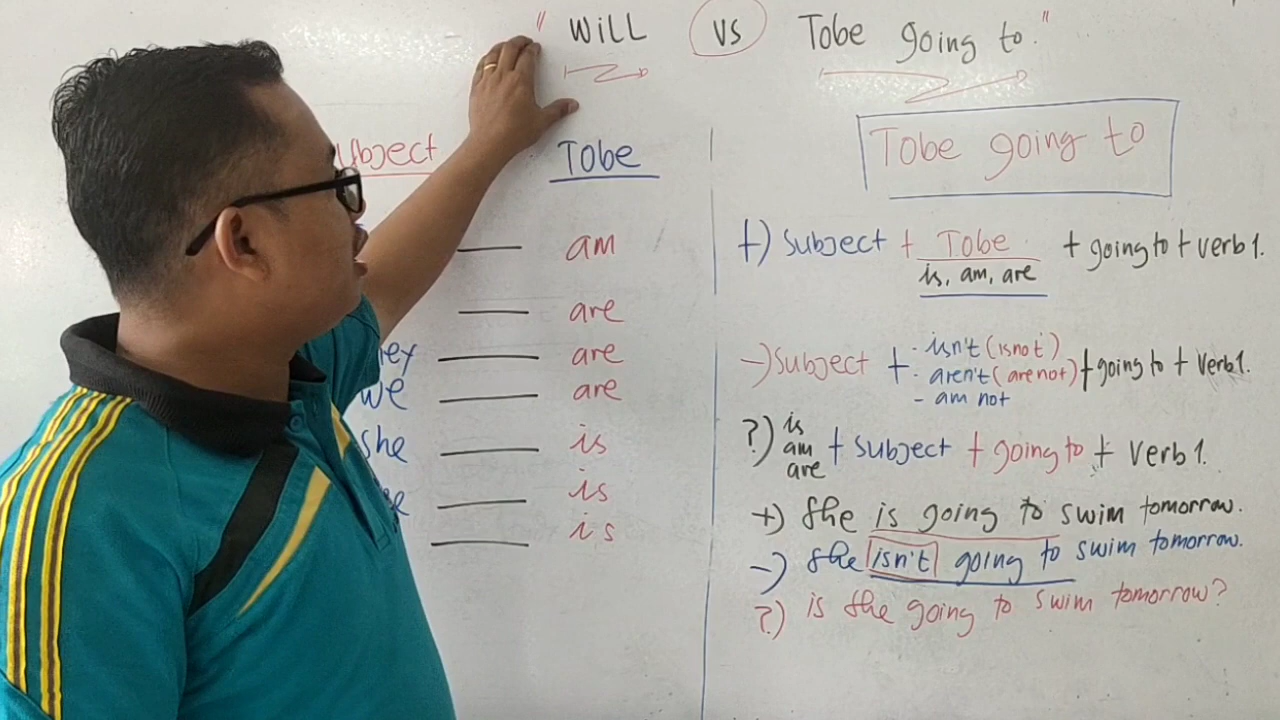 " WILL vs Tobe going to. "
ubject Tobe
am
are
hey are
we are
she is
is
is
Tobe going to
+) Subject + Tobe + going to + verb 1.
is, am, are
-) Subject + · isn't (is not) + going to + verb 1.
· aren't (are not)
- am not
?) is + subject + going to + verb 1.
am
are
+) She is going to swim tomorrow.
-) She isn't going to swim tomorrow.
?) is she going to swim tomorrow?